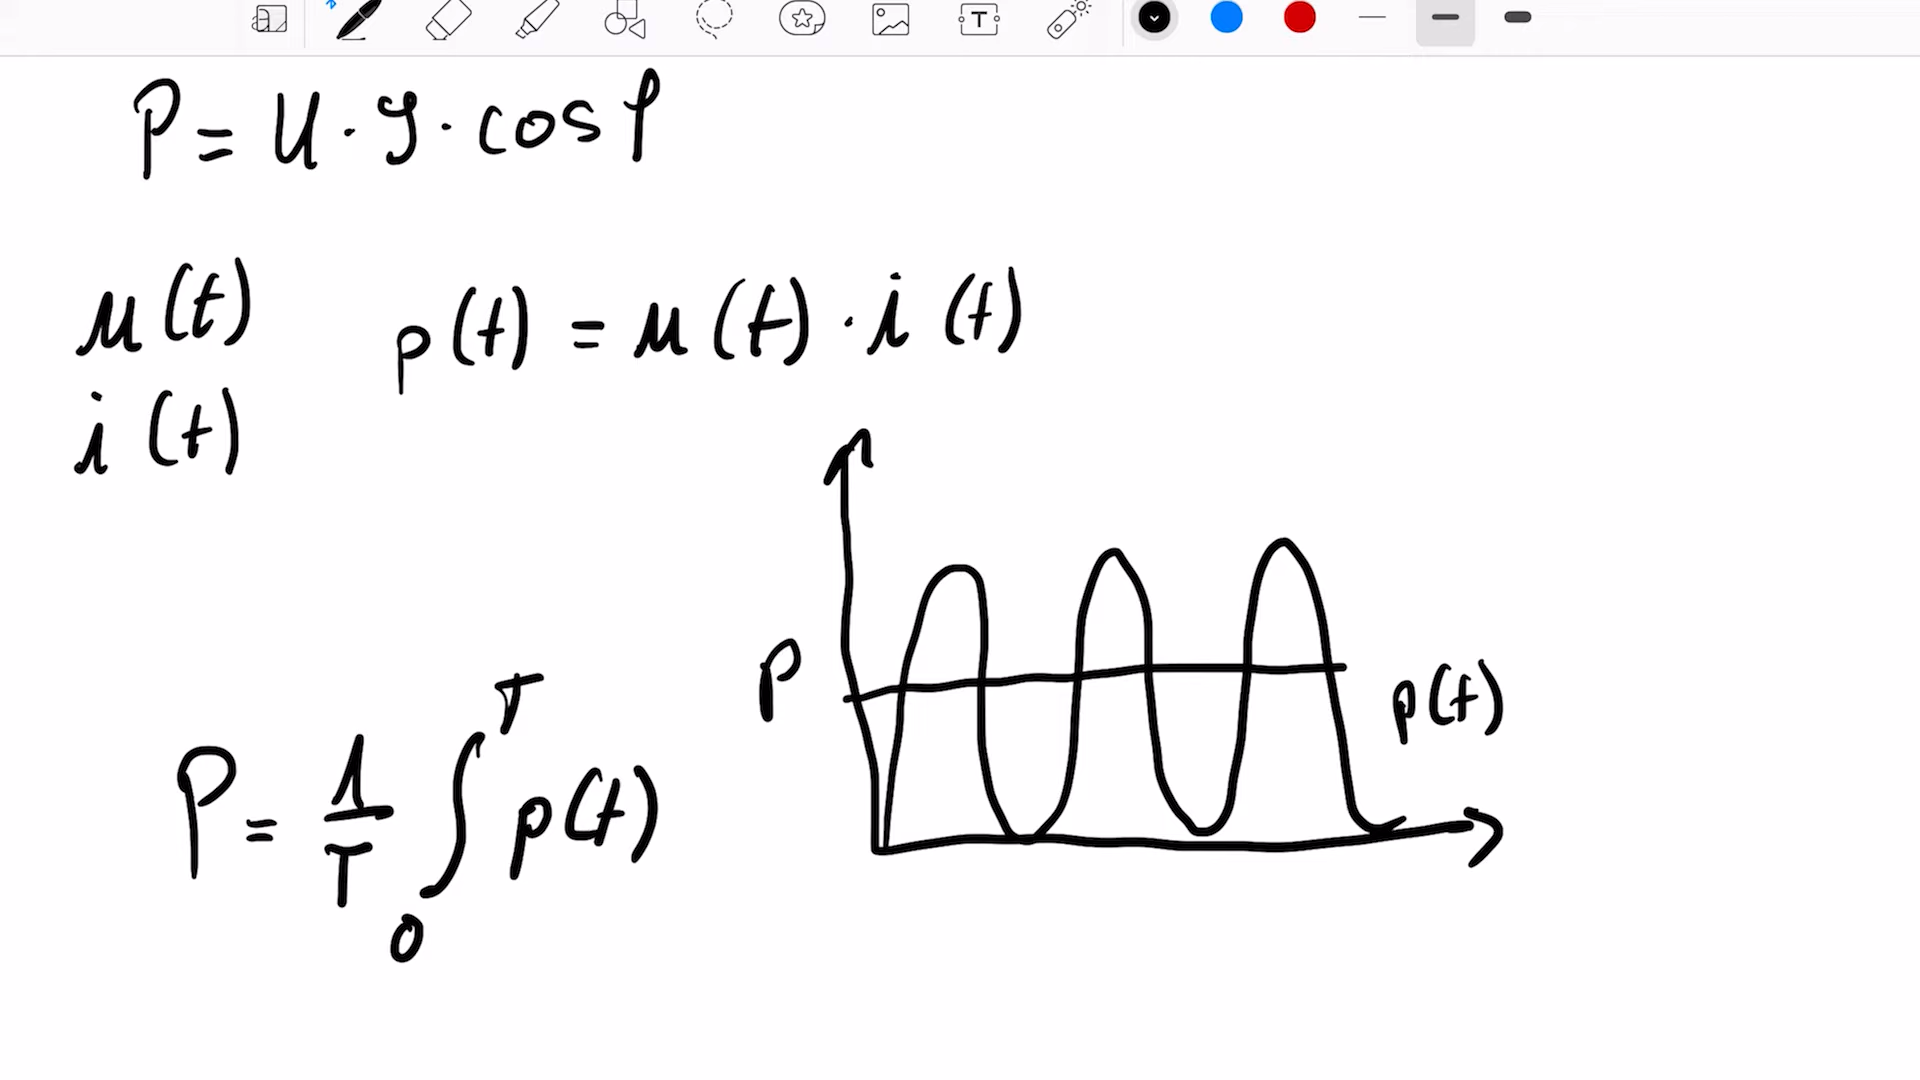 P = U · I · cos φ
u(t)
p(t) = u(t) · i(t)
i(t)
P = 1/T ∫₀ᵀ p(t)
P
p(t)